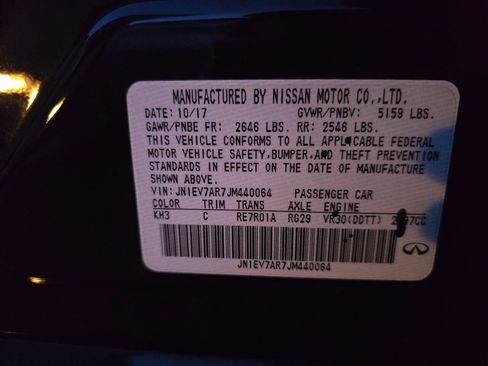 MANUFACTURED BY NISSAN MOTOR CO.,LTD.
DATE: 10/17 GVWR/PNBV: 5159 LBS.
GAWR/PNBE FR: 2646 LBS. RR: 2546 LBS.
THIS VEHICLE CONFORMS TO ALL APPLICABLE FEDERAL
MOTOR VEHICLE SAFETY,BUMPER,AND THEFT PREVENTION
STANDARDS IN EFFECT ON THE DATE OF MANUFACTURE
SHOWN ABOVE.
VIN: JN1EV7AR7JM440064 PASSENGER CAR
COLOR TRIM TRANS AXLE ENGINE
KH3 C RE7R01A RG29 VR30(DDTT)
JN1EV7AR7JM440064